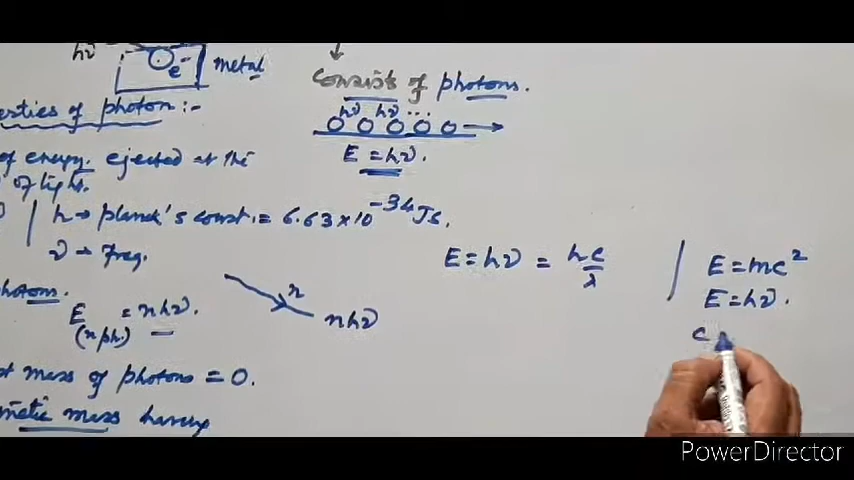 hν
e⁻
metal
consists of photons.
erties of photon :-
hν hν ....
E = hν.
of energy. ejected at the
of light.
h → planck's const. = 6.63×10⁻³⁴ Js.
ν → freq.
E = hν = hc/λ
E = mc²
E = hν.
c
hotons.
E = nhν.
(n ph.)
n
nhν
st mass of photons = 0.
netic mass having
PowerDirector